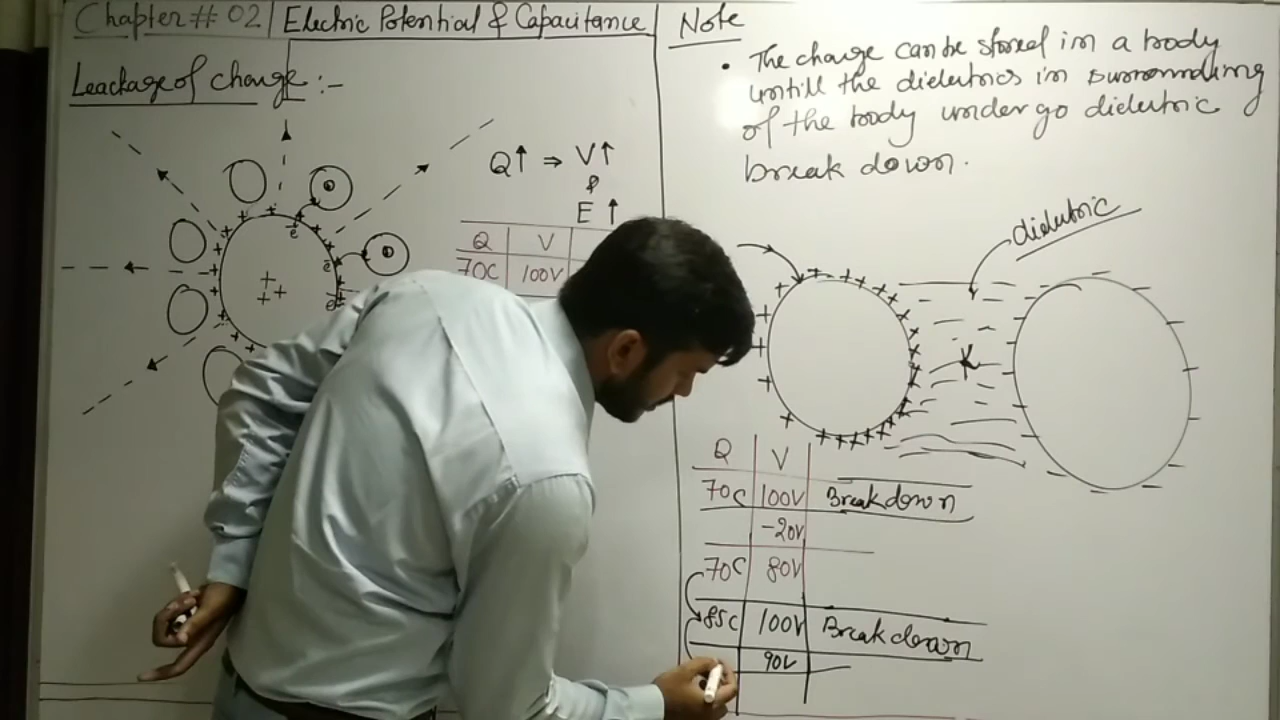 Chapter # 02 | Electric Potential & Capacitance
Leackage of charge :-
Q↑ ⇒ V↑
&
E ↑
Q V
70C 100V
e
e
e
Note
• The charge can be stored in a body
untill the dielectrics in surrounding
of the body under go dielectric
break down.
dielectric
K
Q V
70C 100V Breakdown
-20V
70C 80V
85C 100V Breakdown
90V